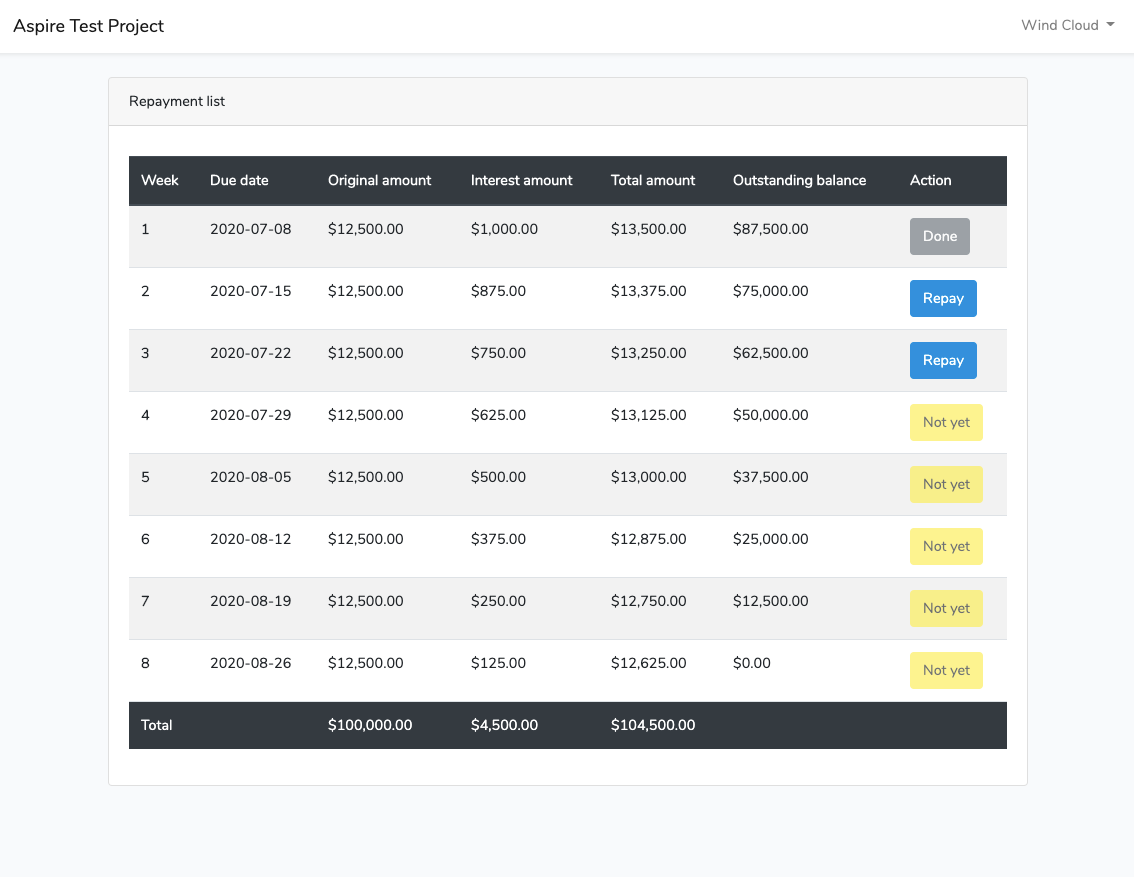 Aspire Test Project Wind Cloud
Repayment list
Week Due date Original amount Interest amount Total amount Outstanding balance Action
1 2020-07-08 $12,500.00 $1,000.00 $13,500.00 $87,500.00 Done
2 2020-07-15 $12,500.00 $875.00 $13,375.00 $75,000.00 Repay
3 2020-07-22 $12,500.00 $750.00 $13,250.00 $62,500.00 Repay
4 2020-07-29 $12,500.00 $625.00 $13,125.00 $50,000.00 Not yet
5 2020-08-05 $12,500.00 $500.00 $13,000.00 $37,500.00 Not yet
6 2020-08-12 $12,500.00 $375.00 $12,875.00 $25,000.00 Not yet
7 2020-08-19 $12,500.00 $250.00 $12,750.00 $12,500.00 Not yet
8 2020-08-26 $12,500.00 $125.00 $12,625.00 $0.00 Not yet
Total $100,000.00 $4,500.00 $104,500.00